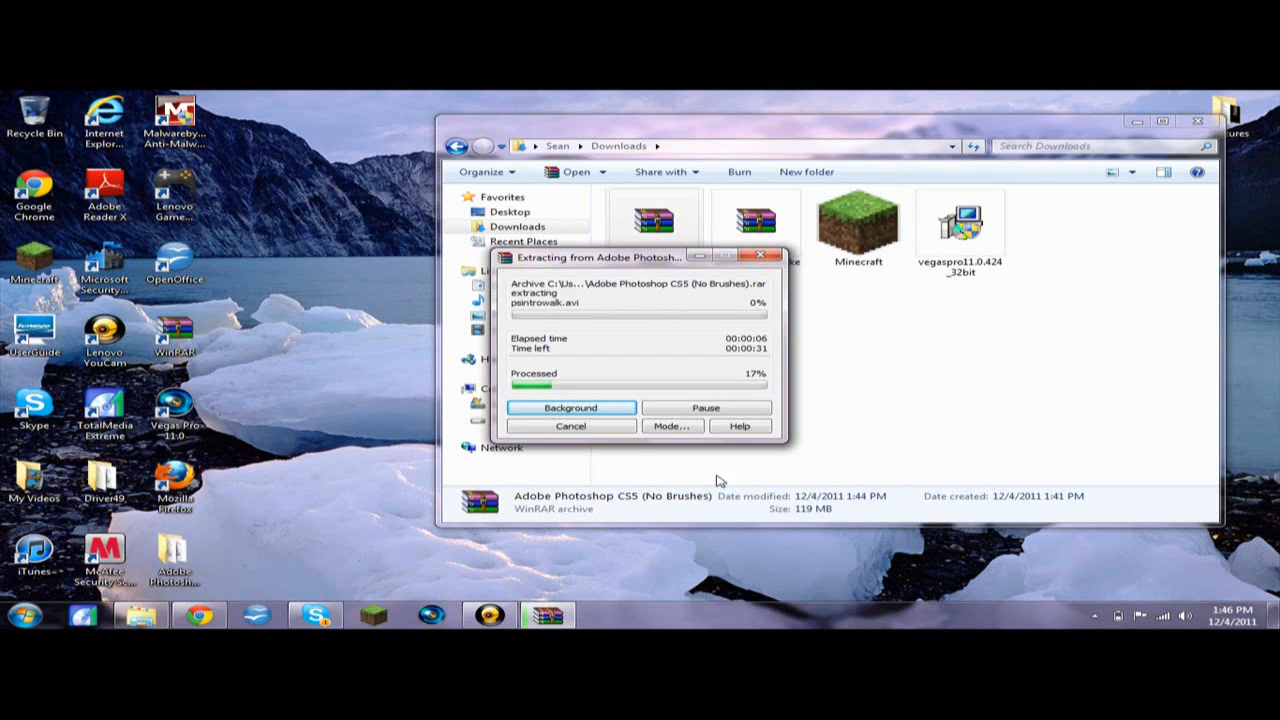 Recycle Bin
Internet
Explor...
Malwareby...
Anti-Malw...
Google
Chrome
Adobe
Reader X
Lenovo
Game...
Minecraft
Microsoft
Security...
OpenOffice
lenovo
UserGuide
Lenovo
YouCam
WinRAR
Skype
TotalMedia
Extreme
Vegas Pro
11.0
My Videos
Driver49
Mozilla
Firefox
iTunes
McAfee
Security Sc...
Adobe
Photosh...
Sean
Downloads
Search Downloads
Organize
Open
Share with
Burn
New folder
Favorites
Desktop
Downloads
Recent Places
Network
Minecraft
vegaspro11.0.424
_32bit
Extracting from Adobe Photosh...
Archive C:\Us...\Adobe Photoshop CS5 (No Brushes).rar
extracting
psintrowalk.avi 0%
Elapsed time 00:00:06
Time left 00:00:31
Processed 17%
Background
Pause
Cancel
Mode...
Help
Adobe Photoshop CS5 (No Brushes) Date modified: 12/4/2011 1:44 PM Date created: 12/4/2011 1:41 PM
WinRAR archive Size: 119 MB
1:46 PM
12/4/2011